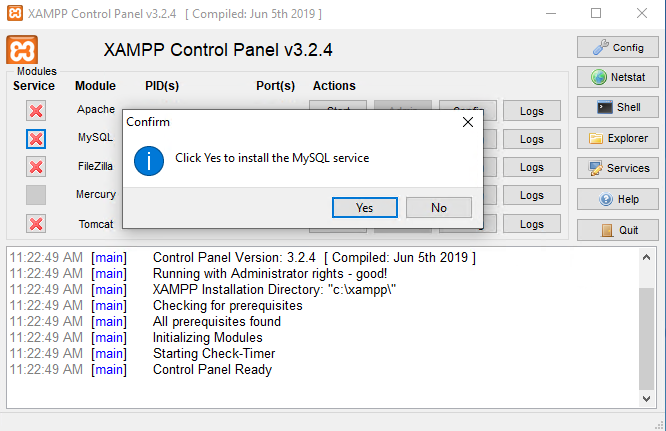 XAMPP Control Panel v3.2.4 [ Compiled: Jun 5th 2019 ]
XAMPP Control Panel v3.2.4
Config
Modules
Service Module PID(s) Port(s) Actions
Netstat
Apache Logs
Shell
Confirm
MySQL Logs
Explorer
Click Yes to install the MySQL service
FileZilla Logs
Services
Mercury Logs
Help
Yes No
Tomcat Logs
Quit
11:22:49 AM [main] Control Panel Version: 3.2.4 [ Compiled: Jun 5th 2019 ]
11:22:49 AM [main] Running with Administrator rights - good!
11:22:49 AM [main] XAMPP Installation Directory: "c:\xampp\"
11:22:49 AM [main] Checking for prerequisites
11:22:49 AM [main] All prerequisites found
11:22:49 AM [main] Initializing Modules
11:22:49 AM [main] Starting Check-Timer
11:22:49 AM [main] Control Panel Ready